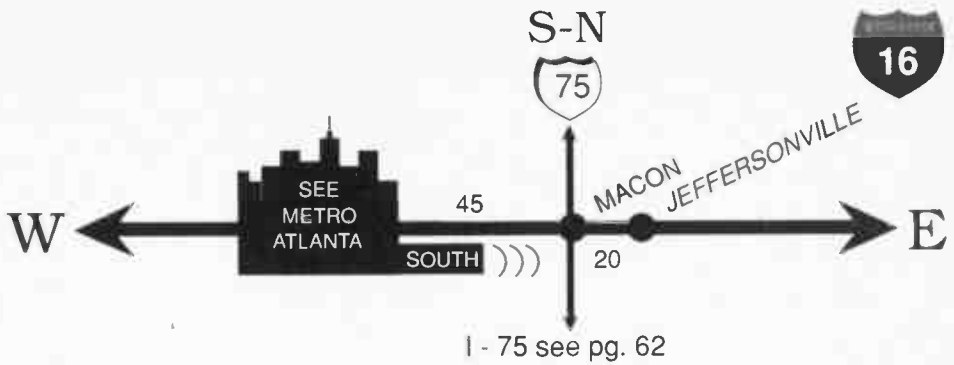 S-N
75
16
W
SEE
METRO
ATLANTA
SOUTH
45
MACON
JEFFERSONVILLE
20
E
I - 75 see pg. 62